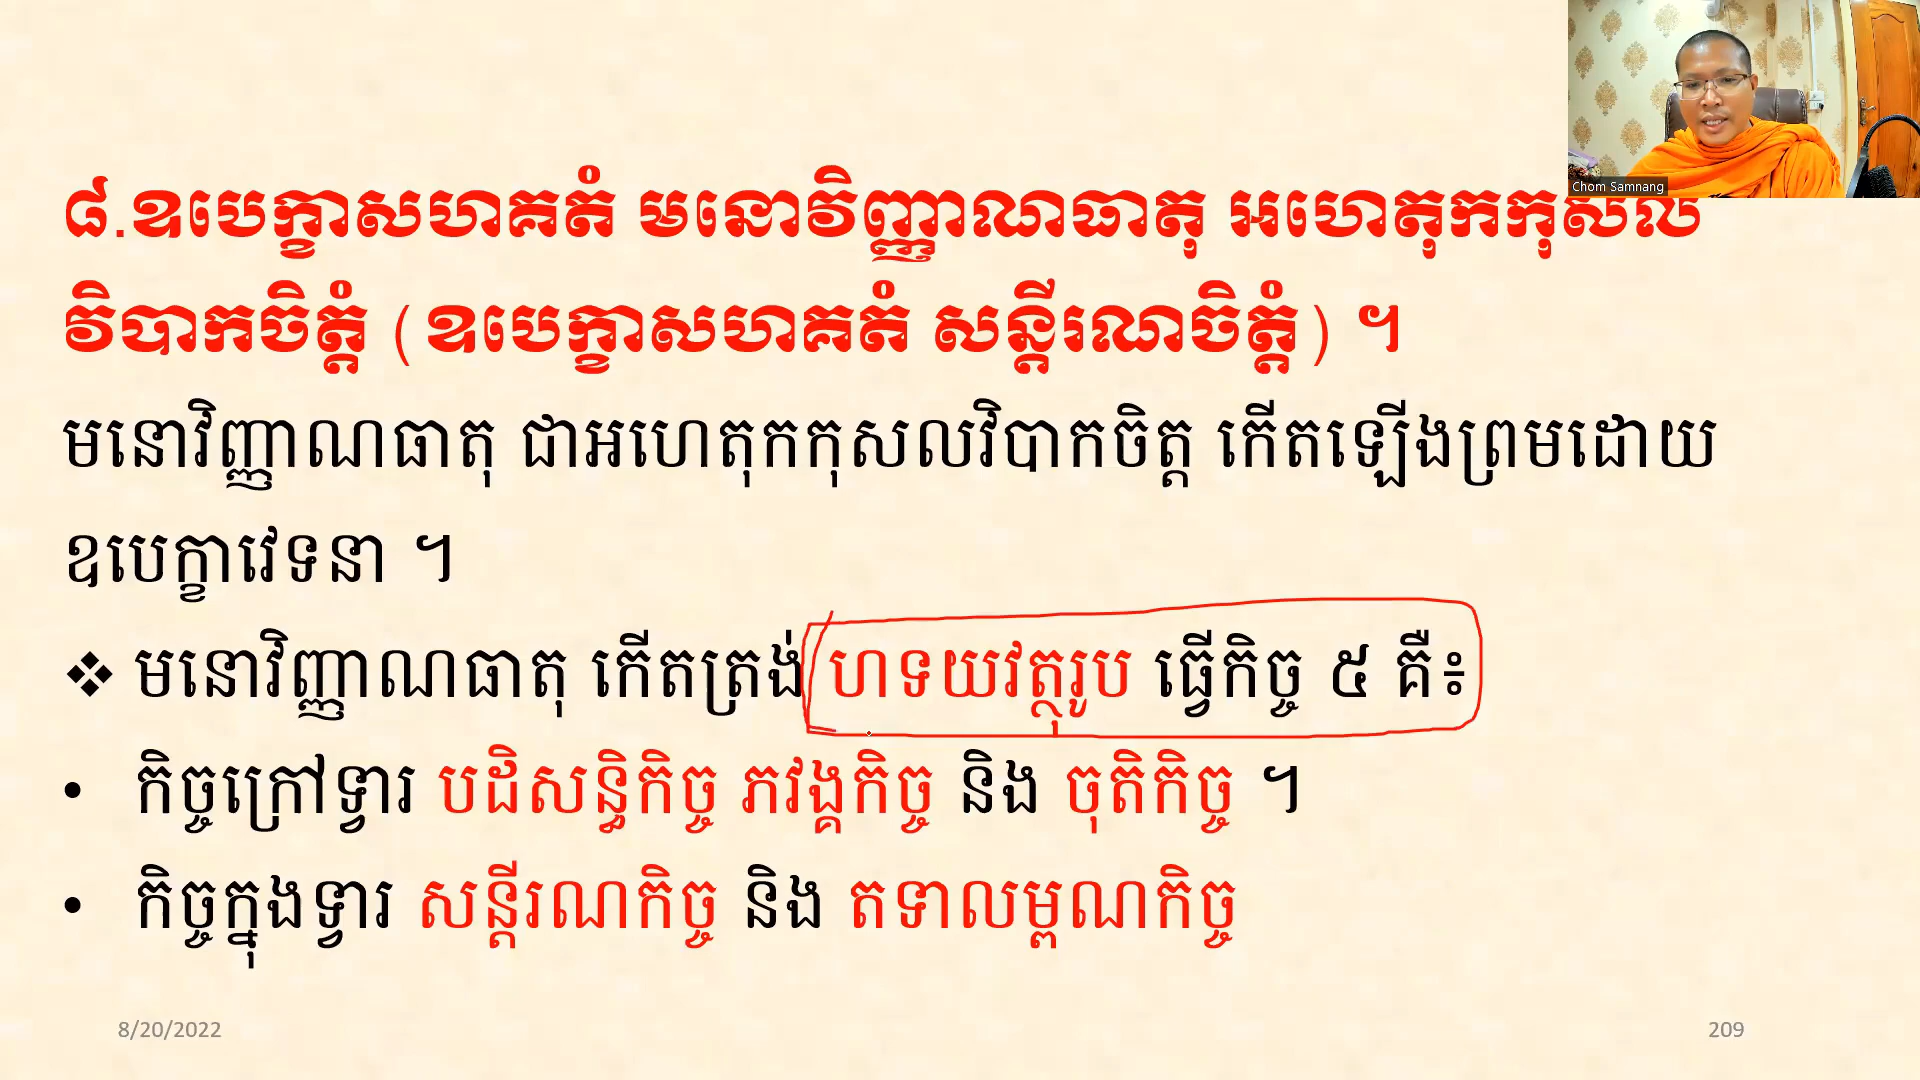 Chom Samnang
៨.ឧបេក្ខាសហគតំ មនោវិញ្ញាណធាតុ អហេតុកកុសល
វិបាកចិត្តំ (ឧបេក្ខាសហគតំ សន្តីរណចិត្តំ) ។
មនោវិញ្ញាណធាតុ ជាអហេតុកកុសលវិបាកចិត្ត កើតឡើងព្រមដោយ
ឧបេក្ខាវេទនា ។
❖ មនោវិញ្ញាណធាតុ កើតត្រង់ ហទយវត្ថុរូប ធ្វើកិច្ច ៥ គឺ៖
• កិច្ចក្រៅទ្វារ បដិសន្ធិកិច្ច ភវង្គកិច្ច និង ចុតិកិច្ច ។
• កិច្ចក្នុងទ្វារ សន្តីរណកិច្ច និង តទាលម្ពណកិច្ច
8/20/2022
209